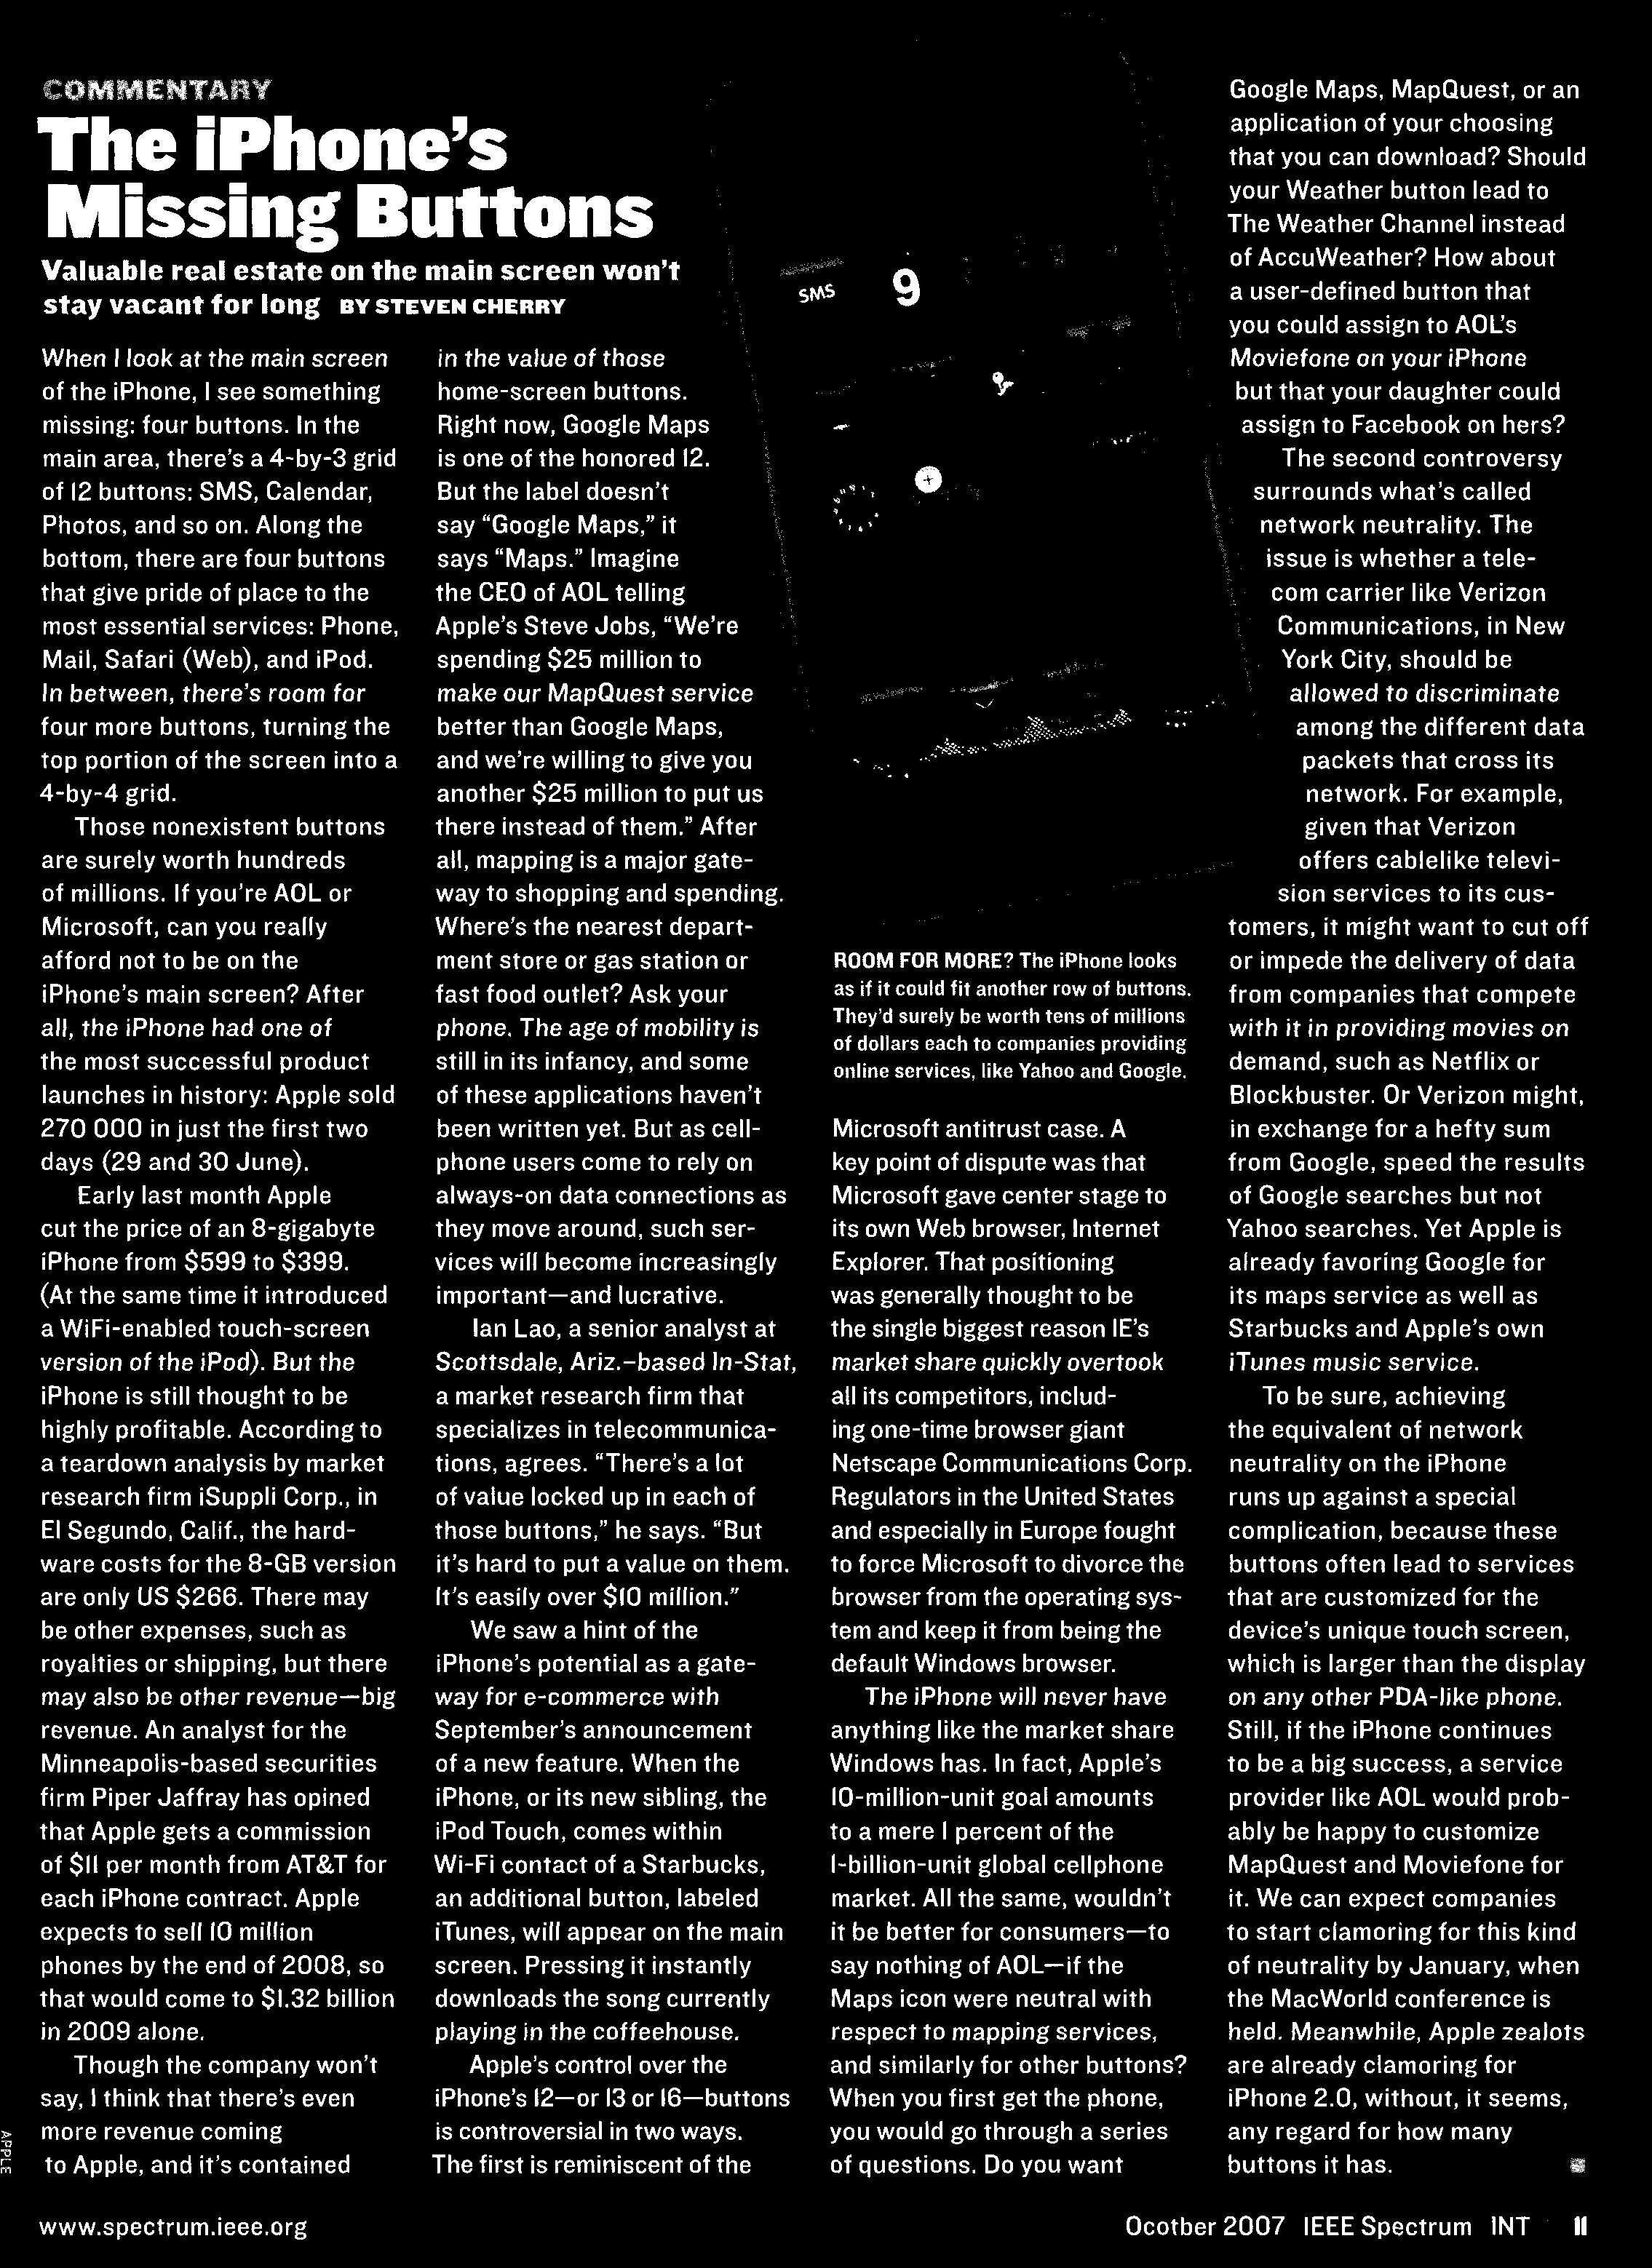 COMMENTARY
The iPhone's
Missing Buttons
Valuable real estate on the main screen won't
stay vacant for long BY STEVEN CHERRY
When I look at the main screen
of the iPhone, I see something
missing: four buttons. In the
main area, there's a 4-by-3 grid
of 12 buttons: SMS, Calendar,
Photos, and so on. Along the
bottom, there are four buttons
that give pride of place to the
most essential services: Phone,
Mail, Safari (Web), and iPod.
In between, there's room for
four more buttons, turning the
top portion of the screen into a
4-by-4 grid.
Those nonexistent buttons
are surely worth hundreds
of millions. If you're AOL or
Microsoft, can you really
afford not to be on the
iPhone's main screen? After
all, the iPhone had one of
the most successful product
launches in history: Apple sold
270 000 in just the first two
days (29 and 30 June).
Early last month Apple
cut the price of an 8-gigabyte
iPhone from $599 to $399.
(At the same time it introduced
a WiFi-enabled touch-screen
version of the iPod). But the
iPhone is still thought to be
highly profitable. According to
a teardown analysis by market
research firm iSuppli Corp., in
El Segundo, Calif., the hard-
ware costs for the 8-GB version
are only US $266. There may
be other expenses, such as
royalties or shipping, but there
may also be other revenue—big
revenue. An analyst for the
Minneapolis-based securities
firm Piper Jaffray has opined
that Apple gets a commission
of $11 per month from AT&T for
each iPhone contract. Apple
expects to sell 10 million
phones by the end of 2008, so
that would come to $1.32 billion
in 2009 alone.
Though the company won't
say, I think that there's even
more revenue coming
to Apple, and it's contained
in the value of those
home-screen buttons.
Right now, Google Maps
is one of the honored 12.
But the label doesn't
say "Google Maps," it
says "Maps." Imagine
the CEO of AOL telling
Apple's Steve Jobs, "We're
spending $25 million to
make our MapQuest service
better than Google Maps,
and we're willing to give you
another $25 million to put us
there instead of them." After
all, mapping is a major gate-
way to shopping and spending.
Where's the nearest depart-
ment store or gas station or
fast food outlet? Ask your
phone. The age of mobility is
still in its infancy, and some
of these applications haven't
been written yet. But as cell-
phone users come to rely on
always-on data connections as
they move around, such ser-
vices will become increasingly
important—and lucrative.
Ian Lao, a senior analyst at
Scottsdale, Ariz.-based In-Stat,
a market research firm that
specializes in telecommunica-
tions, agrees. "There's a lot
of value locked up in each of
those buttons," he says. "But
it's hard to put a value on them.
It's easily over $10 million."
We saw a hint of the
iPhone's potential as a gate-
way for e-commerce with
September's announcement
of a new feature. When the
iPhone, or its new sibling, the
iPod Touch, comes within
Wi-Fi contact of a Starbucks,
an additional button, labeled
iTunes, will appear on the main
screen. Pressing it instantly
downloads the song currently
playing in the coffeehouse.
Apple's control over the
iPhone's 12—or 13 or 16—buttons
is controversial in two ways.
The first is reminiscent of the
SMS
9
ROOM FOR MORE? The iPhone looks
as if it could fit another row of buttons.
They'd surely be worth tens of millions
of dollars each to companies providing
online services, like Yahoo and Google.
Microsoft antitrust case. A
key point of dispute was that
Microsoft gave center stage to
its own Web browser, Internet
Explorer. That positioning
was generally thought to be
the single biggest reason IE's
market share quickly overtook
all its competitors, includ-
ing one-time browser giant
Netscape Communications Corp.
Regulators in the United States
and especially in Europe fought
to force Microsoft to divorce the
browser from the operating sys-
tem and keep it from being the
default Windows browser.
The iPhone will never have
anything like the market share
Windows has. In fact, Apple's
10-million-unit goal amounts
to a mere 1 percent of the
1-billion-unit global cellphone
market. All the same, wouldn't
it be better for consumers—to
say nothing of AOL—if the
Maps icon were neutral with
respect to mapping services,
and similarly for other buttons?
When you first get the phone,
you would go through a series
of questions. Do you want
Google Maps, MapQuest, or an
application of your choosing
that you can download? Should
your Weather button lead to
The Weather Channel instead
of AccuWeather? How about
a user-defined button that
you could assign to AOL's
Moviefone on your iPhone
but that your daughter could
assign to Facebook on hers?
The second controversy
surrounds what's called
network neutrality. The
issue is whether a tele-
com carrier like Verizon
Communications, in New
York City, should be
allowed to discriminate
among the different data
packets that cross its
network. For example,
given that Verizon
offers cablelike televi-
sion services to its cus-
tomers, it might want to cut off
or impede the delivery of data
from companies that compete
with it in providing movies on
demand, such as Netflix or
Blockbuster. Or Verizon might,
in exchange for a hefty sum
from Google, speed the results
of Google searches but not
Yahoo searches. Yet Apple is
already favoring Google for
its maps service as well as
Starbucks and Apple's own
iTunes music service.
To be sure, achieving
the equivalent of network
neutrality on the iPhone
runs up against a special
complication, because these
buttons often lead to services
that are customized for the
device's unique touch screen,
which is larger than the display
on any other PDA-like phone.
Still, if the iPhone continues
to be a big success, a service
provider like AOL would prob-
ably be happy to customize
MapQuest and Moviefone for
it. We can expect companies
to start clamoring for this kind
of neutrality by January, when
the MacWorld conference is
held. Meanwhile, Apple zealots
are already clamoring for
iPhone 2.0, without, it seems,
any regard for how many
buttons it has.
APPLE
www.spectrum.ieee.org
Ocotber 2007 IEEE Spectrum INT 11